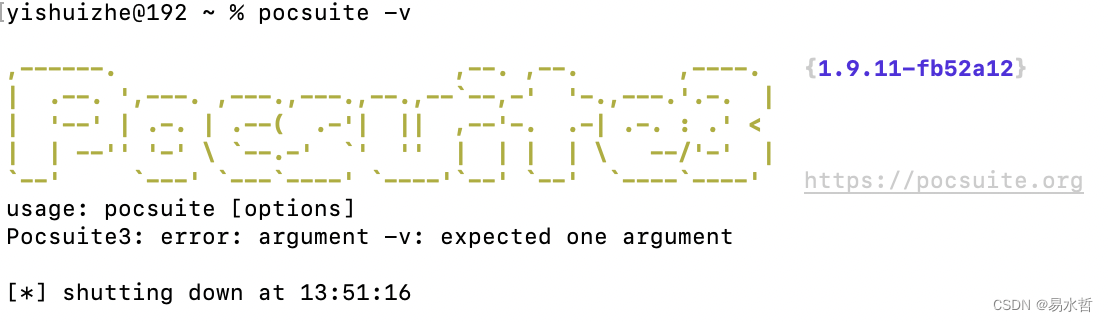 yishuizhe@192 ~ % pocsuite -v
Pocsuite3
{1.9.11-fb52a12}
https://pocsuite.org
usage: pocsuite [options]
Pocsuite3: error: argument -v: expected one argument
[*] shutting down at 13:51:16
CSDN @易水哲